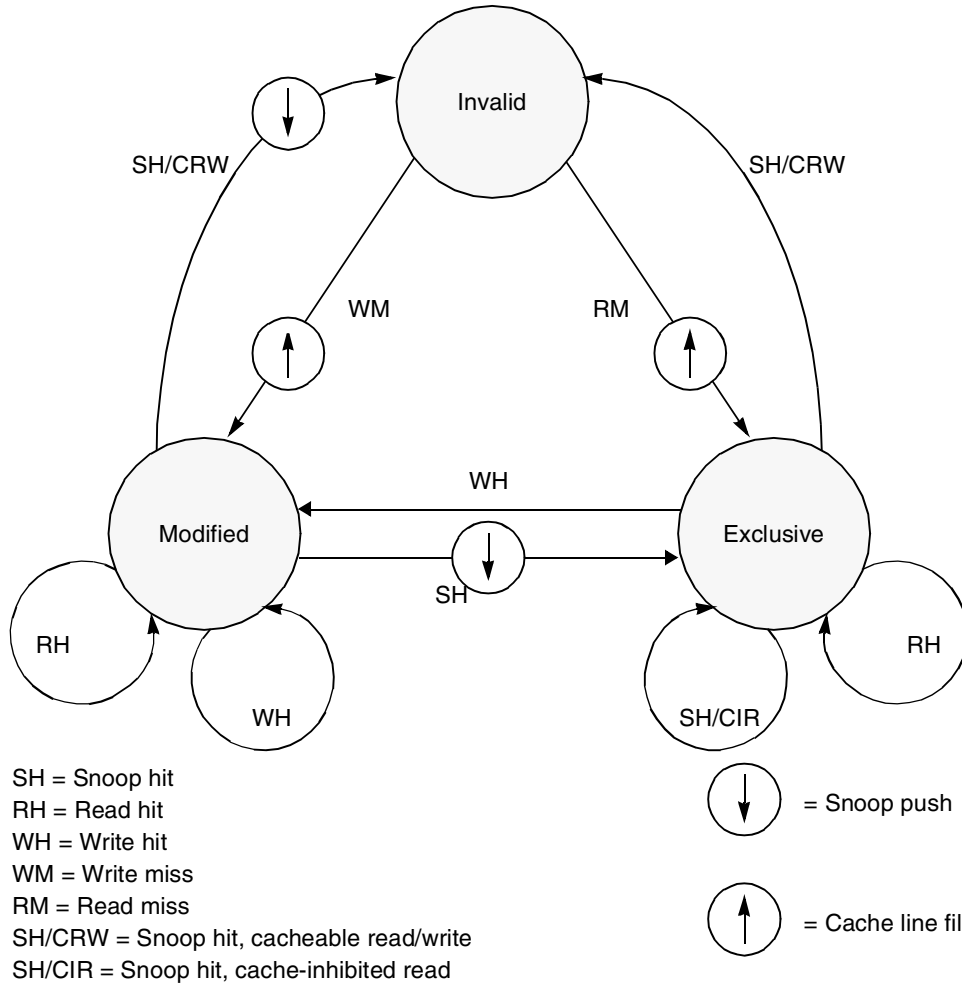 Invalid
SH/CRW
SH/CRW
WM
RM
WH
Modified
Exclusive
SH
RH
WH
SH/CIR
RH
SH = Snoop hit
RH = Read hit
WH = Write hit
WM = Write miss
RM = Read miss
SH/CRW = Snoop hit, cacheable read/write
SH/CIR = Snoop hit, cache-inhibited read
= Snoop push
= Cache line fil